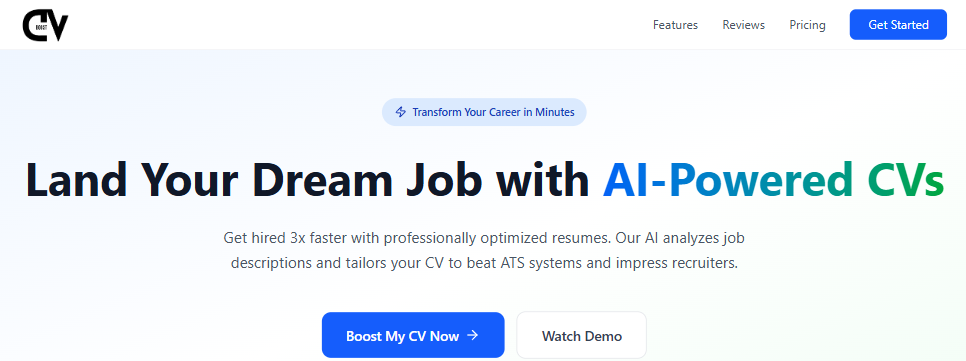 CV
BOOST
Features
Reviews
Pricing
Get Started
Transform Your Career in Minutes
Land Your Dream Job with AI-Powered CVs
Get hired 3x faster with professionally optimized resumes. Our AI analyzes job
descriptions and tailors your CV to beat ATS systems and impress recruiters.
Boost My CV Now
Watch Demo